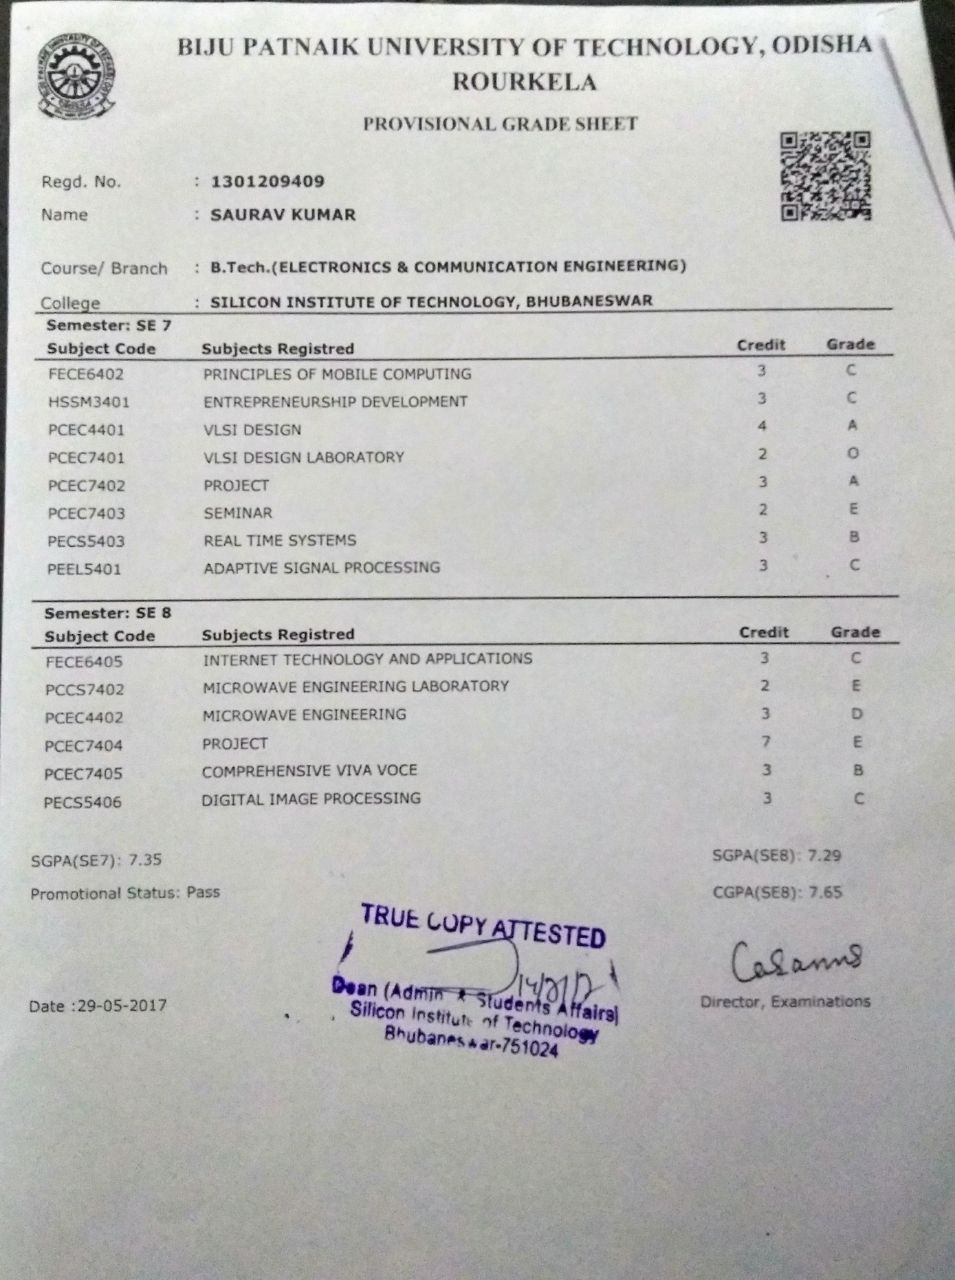 BIJU PATNAIK UNIVERSITY OF TECHNOLOGY, ODISHA
ROURKELA
PROVISIONAL GRADE SHEET
Regd. No. : 1301209409
Name : SAURAV KUMAR
Course/ Branch : B.Tech.(ELECTRONICS & COMMUNICATION ENGINEERING)
College : SILICON INSTITUTE OF TECHNOLOGY, BHUBANESWAR
Semester: SE 7
Subject Code Subjects Registered Credit Grade
FECE6402 PRINCIPLES OF MOBILE COMPUTING 3 C
HSSM3401 ENTREPRENEURSHIP DEVELOPMENT 3 C
PCEC4401 VLSI DESIGN 4 A
PCEC7401 VLSI DESIGN LABORATORY 2 O
PCEC7402 PROJECT 3 A
PCEC7403 SEMINAR 2 E
PECS5403 REAL TIME SYSTEMS 3 B
PEEL5401 ADAPTIVE SIGNAL PROCESSING 3 C
Semester: SE 8
Subject Code Subjects Registered Credit Grade
FECE6405 INTERNET TECHNOLOGY AND APPLICATIONS 3 C
PCCS7402 MICROWAVE ENGINEERING LABORATORY 2 E
PCEC4402 MICROWAVE ENGINEERING 3 D
PCEC7404 PROJECT 7 E
PCEC7405 COMPREHENSIVE VIVA VOCE 3 B
PECS5406 DIGITAL IMAGE PROCESSING 3 C
SGPA(SE7): 7.35 SGPA(SE8): 7.29
Promotional Status: Pass CGPA(SE8): 7.65
TRUE COPY ATTESTED
Dean (Admin & Students Affairs)
Silicon Institute of Technology
Bhubaneswar-751024
Date :29-05-2017 Director, Examinations